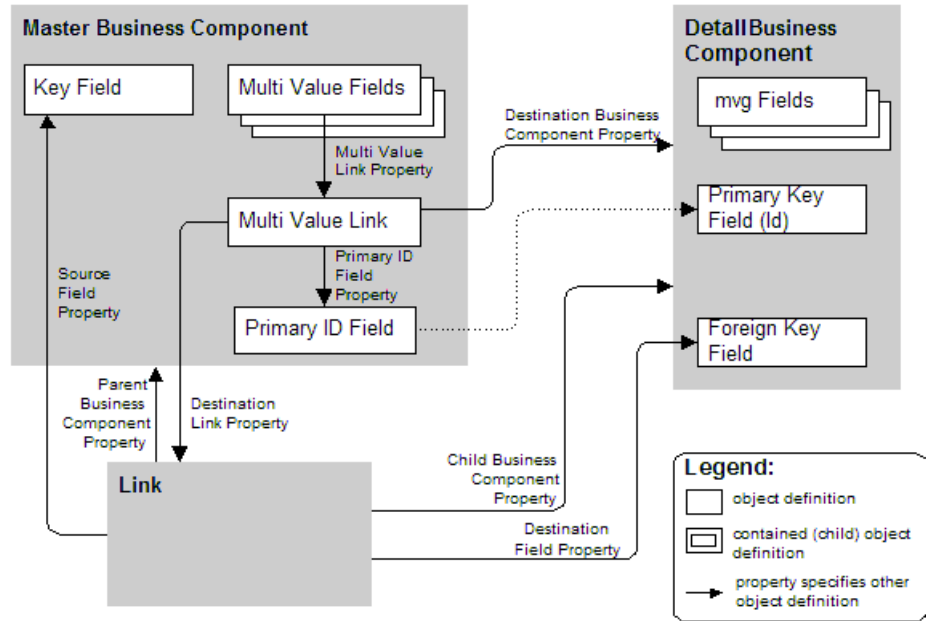 Master Business Component
Key Field
Multi Value Fields
Multi Value
Link Property
Multi Value Link
Primary ID
Field
Property
Primary ID Field
Source
Field
Property
Parent
Business
Component
Property
Destination
Link Property
Link
Destination Business
Component Property
Detail Business
Component
mvg Fields
Primary Key
Field (Id)
Foreign Key
Field
Child Business
Component
Property
Destination
Field Property
Legend:
object definition
contained (child) object
definition
property specifies other
object definition